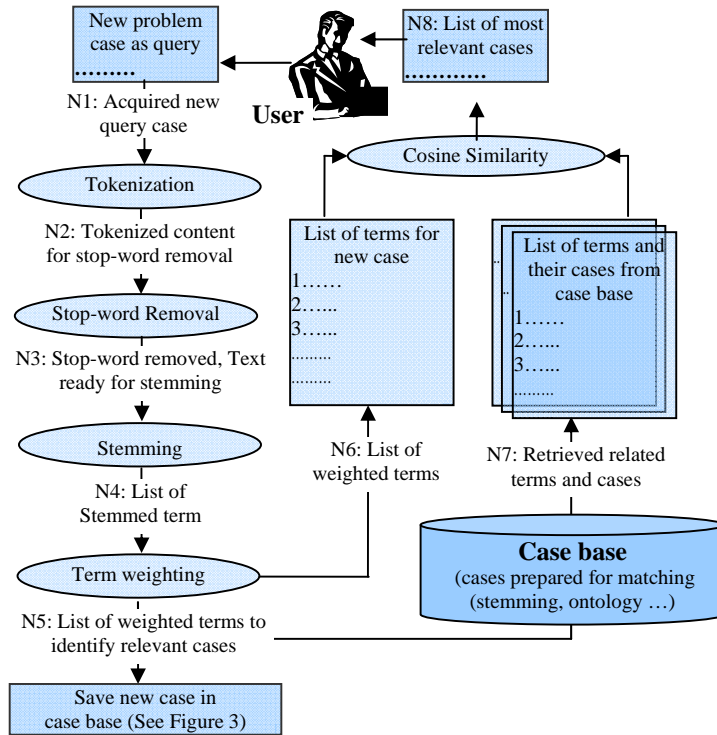 New problem
case as query
………
N1: Acquired new
query case
Tokenization
N2: Tokenized content
for stop-word removal
Stop-word Removal
N3: Stop-word removed, Text
ready for stemming
Stemming
N4: List of
Stemmed term
Term weighting
N5: List of weighted terms to
identify relevant cases
Save new case in
case base (See Figure 3)
User
N8: List of most
relevant cases
…………
Cosine Similarity
List of terms for
new case
1……
2…...
3…...
.........
.........
N6: List of
weighted terms
..
..
List of terms and
their cases from
case base
1……
2…...
3…...
.........
N7: Retrieved related
terms and cases
Case base
(cases prepared for matching
(stemming, ontology …)